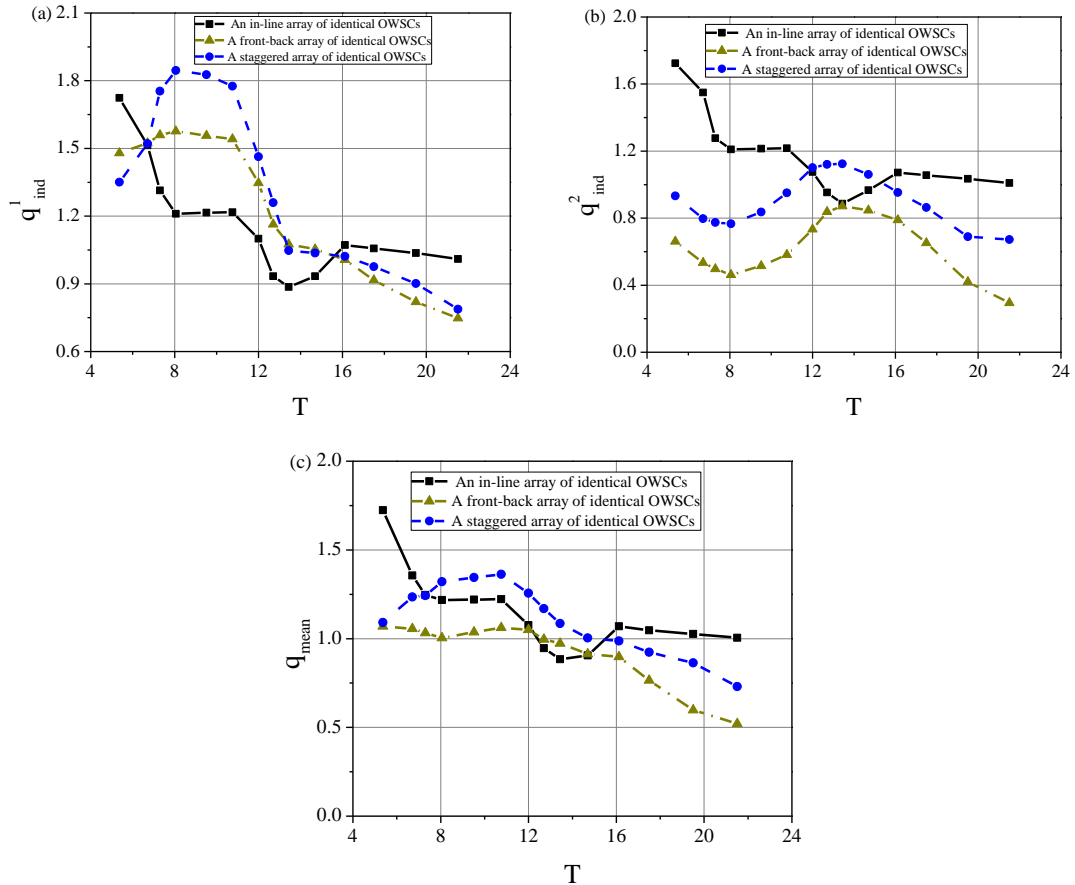 (a)
2.1
1.8
1.5
1.2
0.9
0.6
4
8
12
16
20
24
T
q¹ind
An in-line array of identical OWSCs
A front-back array of identical OWSCs
A staggered array of identical OWSCs
(b)
2.0
1.6
1.2
0.8
0.4
0.0
4
8
12
16
20
24
T
q²ind
An in-line array of identical OWSCs
A front-back array of identical OWSCs
A staggered array of identical OWSCs
(c)
2.0
1.5
1.0
0.5
0.0
4
8
12
16
20
24
T
qmean
An in-line array of identical OWSCs
A front-back array of identical OWSCs
A staggered array of identical OWSCs